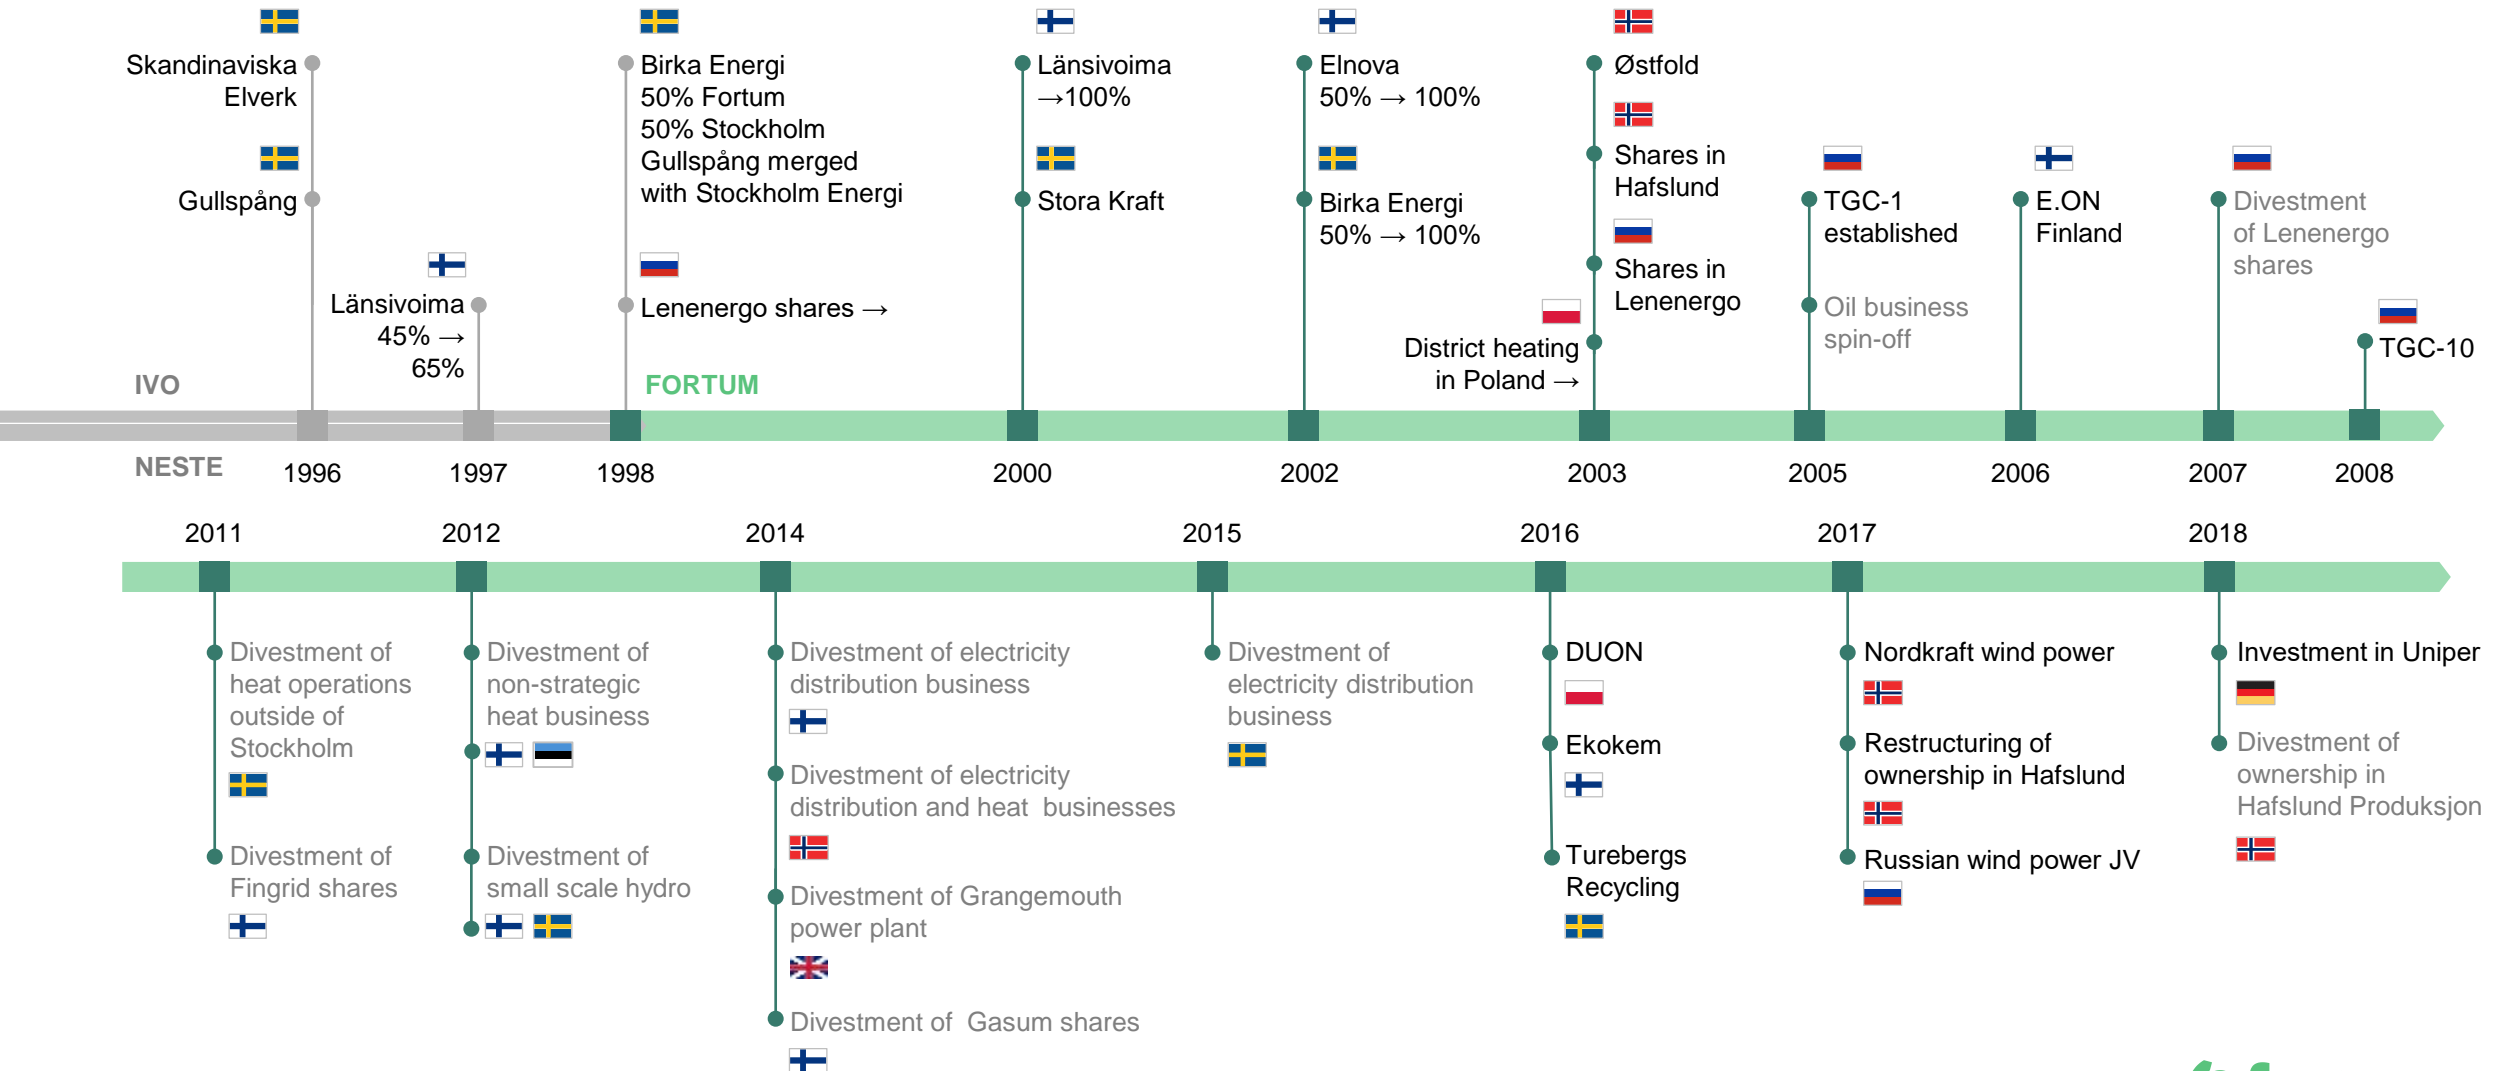 Skandinaviska
Elverk
Gullspång
Länsivoima
45% →
65%
Birka Energi
50% Fortum
50% Stockholm
Gullspång merged
with Stockholm Energi
Lenenergo shares →
Länsivoima
→100%
Stora Kraft
Elnova
50% → 100%
Birka Energi
50% → 100%
Østfold
Shares in
Hafslund
Shares in
Lenenergo
District heating
in Poland →
TGC-1
established
Oil business
spin-off
E.ON
Finland
Divestment
of Lenenergo
shares
TGC-10
IVO
FORTUM
NESTE
1996
1997
1998
2000
2002
2003
2005
2006
2007
2008
2011
2012
2014
2015
2016
2017
2018
Divestment of
heat operations
outside of
Stockholm
Divestment of
Fingrid shares
Divestment of
non-strategic
heat business
Divestment of
small scale hydro
Divestment of electricity
distribution business
Divestment of electricity
distribution and heat  businesses
Divestment of Grangemouth
power plant
Divestment of  Gasum shares
Divestment of
electricity distribution
business
DUON
Ekokem
Turebergs
Recycling
Nordkraft wind power
Restructuring of
ownership in Hafslund
Russian wind power JV
Investment in Uniper
Divestment of
ownership in
Hafslund Produksjon